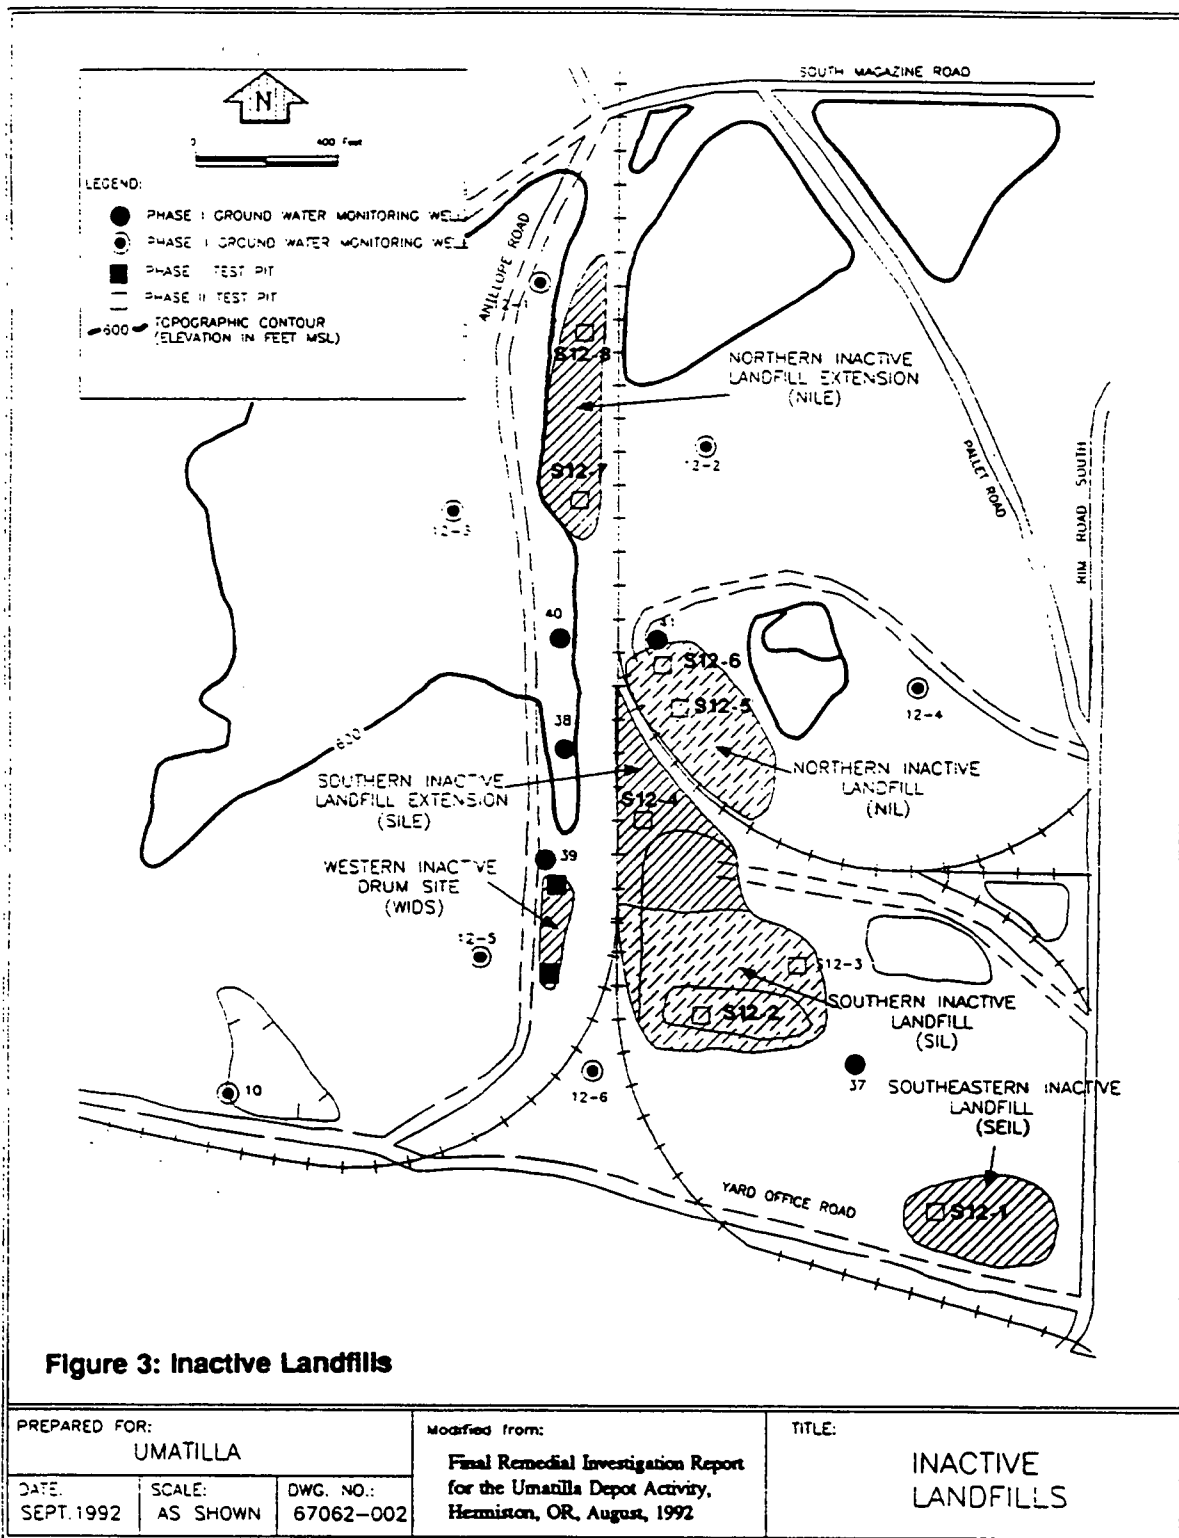 SOUTH MAGAZINE ROAD
N
0
400 Feet
LEGEND:
PHASE I GROUND WATER MONITORING WELL
PHASE I GROUND WATER MONITORING WELL
PHASE I TEST PIT
PHASE II TEST PIT
600
TOPOGRAPHIC CONTOUR
(ELEVATION IN FEET MSL)
ANILLOPE ROAD
S12-8
NORTHERN INACTIVE
LANDFILL EXTENSION
(NILE)
12-2
S12-7
12-3
PALLET ROAD
RIM ROAD SOUTH
40
41
S12-6
S12-5
12-4
38
600
SOUTHERN INACTIVE
LANDFILL EXTENSION
(SILE)
NORTHERN INACTIVE
LANDFILL
(NIL)
S12-4
39
WESTERN INACTIVE
DRUM SITE
(WIDS)
12-5
S12-3
SOUTHERN INACTIVE
LANDFILL
(SIL)
S12-2
10
12-6
37
SOUTHEASTERN INACTIVE
LANDFILL
(SEIL)
YARD OFFICE ROAD
S12-1
Figure 3: Inactive Landfills
PREPARED FOR:
UMATILLA
DATE:
SEPT.1992
SCALE:
AS SHOWN
DWG. NO.:
67062-002
Modified from:
Final Remedial Investigation Report
for the Umatilla Depot Activity,
Hermiston, OR, August, 1992
TITLE:
INACTIVE
LANDFILLS